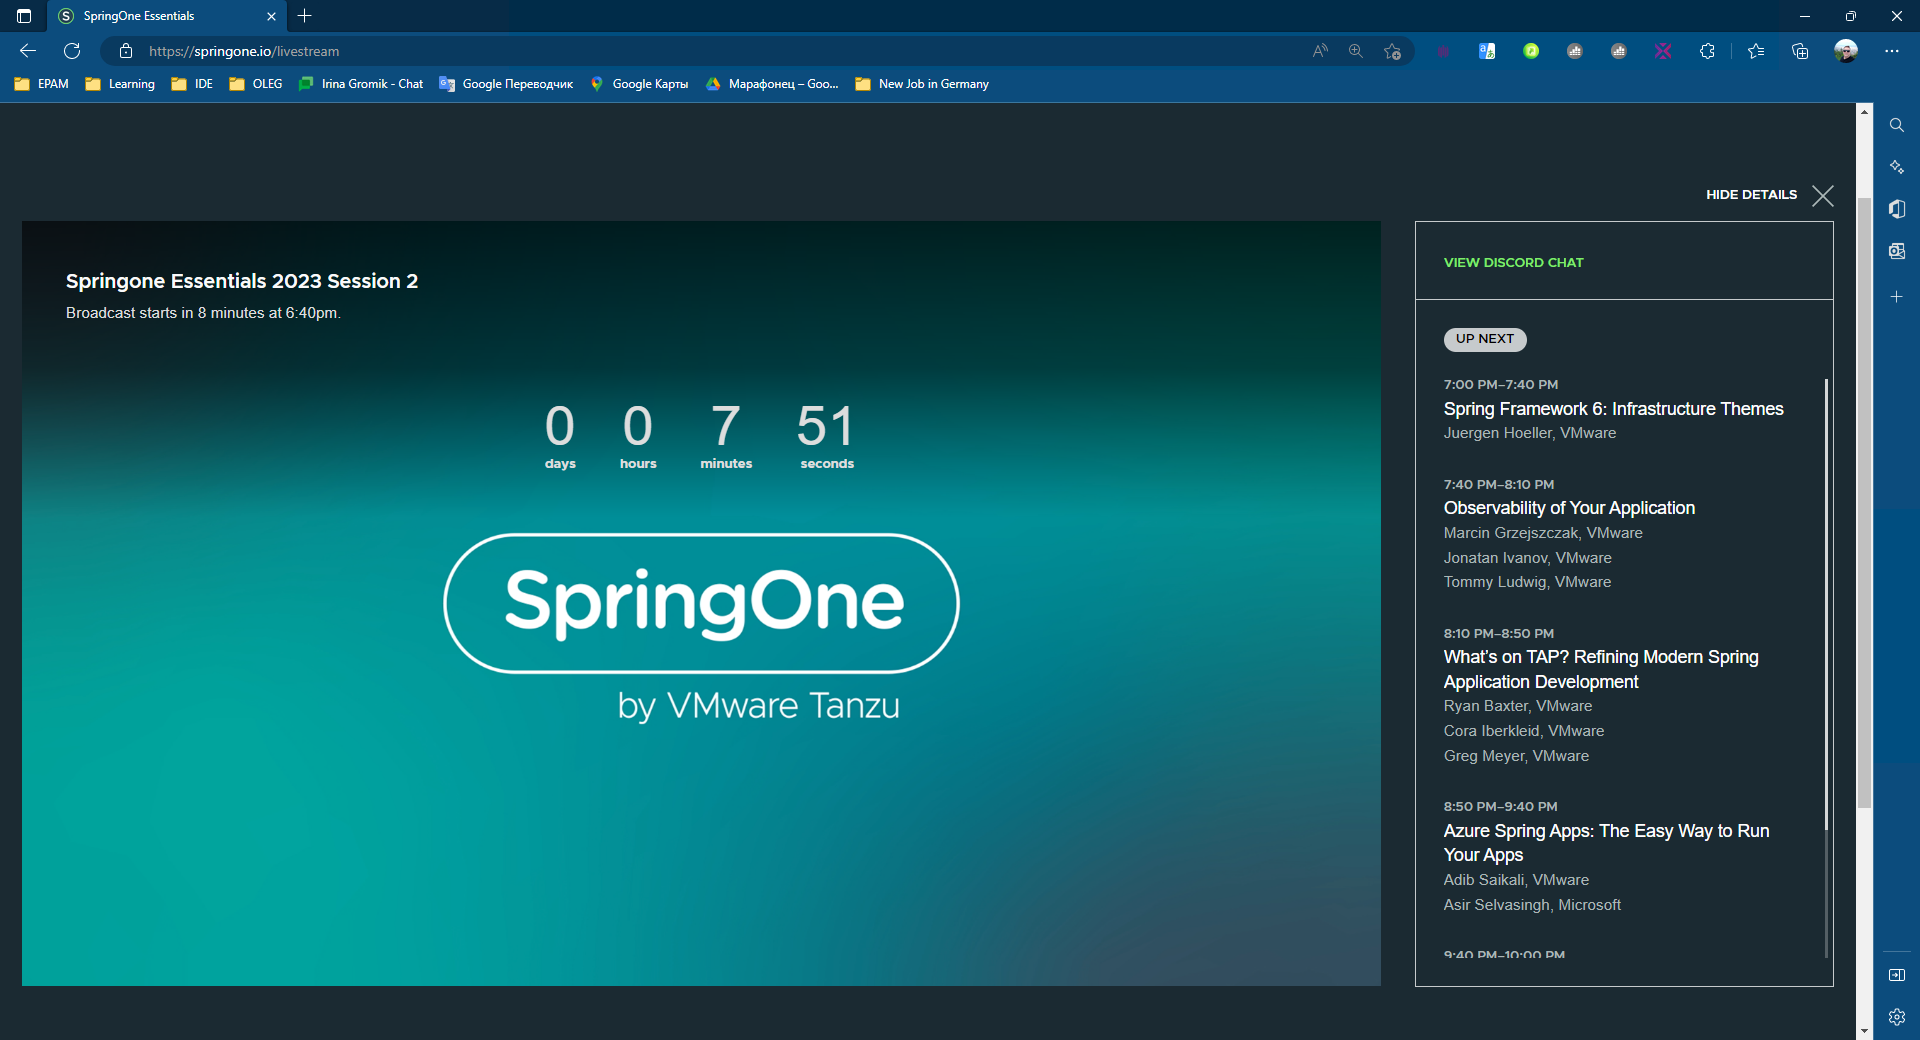 SpringOne Essentials
https://springone.io/livestream
EPAM
Learning
IDE
OLEG
Irina Gromik - Chat
Google Переводчик
Google Карты
Марафонец – Goo...
New Job in Germany
HIDE DETAILS
Springone Essentials 2023 Session 2
Broadcast starts in 8 minutes at 6:40pm.
0 0 7 51
days hours minutes seconds
SpringOne
by VMware Tanzu
VIEW DISCORD CHAT
UP NEXT
7:00 PM–7:40 PM
Spring Framework 6: Infrastructure Themes
Juergen Hoeller, VMware
7:40 PM–8:10 PM
Observability of Your Application
Marcin Grzejszczak, VMware
Jonatan Ivanov, VMware
Tommy Ludwig, VMware
8:10 PM–8:50 PM
What's on TAP? Refining Modern Spring
Application Development
Ryan Baxter, VMware
Cora Iberkleid, VMware
Greg Meyer, VMware
8:50 PM–9:40 PM
Azure Spring Apps: The Easy Way to Run
Your Apps
Adib Saikali, VMware
Asir Selvasingh, Microsoft
9:40 PM–10:00 PM